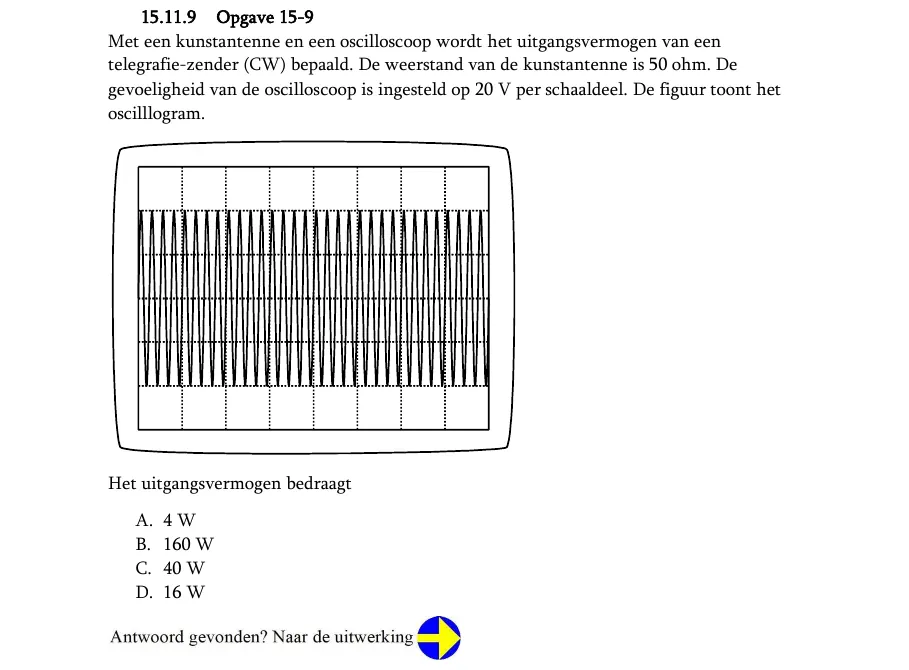 15.11.9 Opgave 15-9
Met een kunstantenne en een oscilloscoop wordt het uitgangsvermogen van een
telegrafie-zender (CW) bepaald. De weerstand van de kunstantenne is 50 ohm. De
gevoeligheid van de oscilloscoop is ingesteld op 20 V per schaaldeel. De figuur toont het
oscilllogram.
Het uitgangsvermogen bedraagt
A. 4 W
B. 160 W
C. 40 W
D. 16 W
Antwoord gevonden? Naar de uitwerking